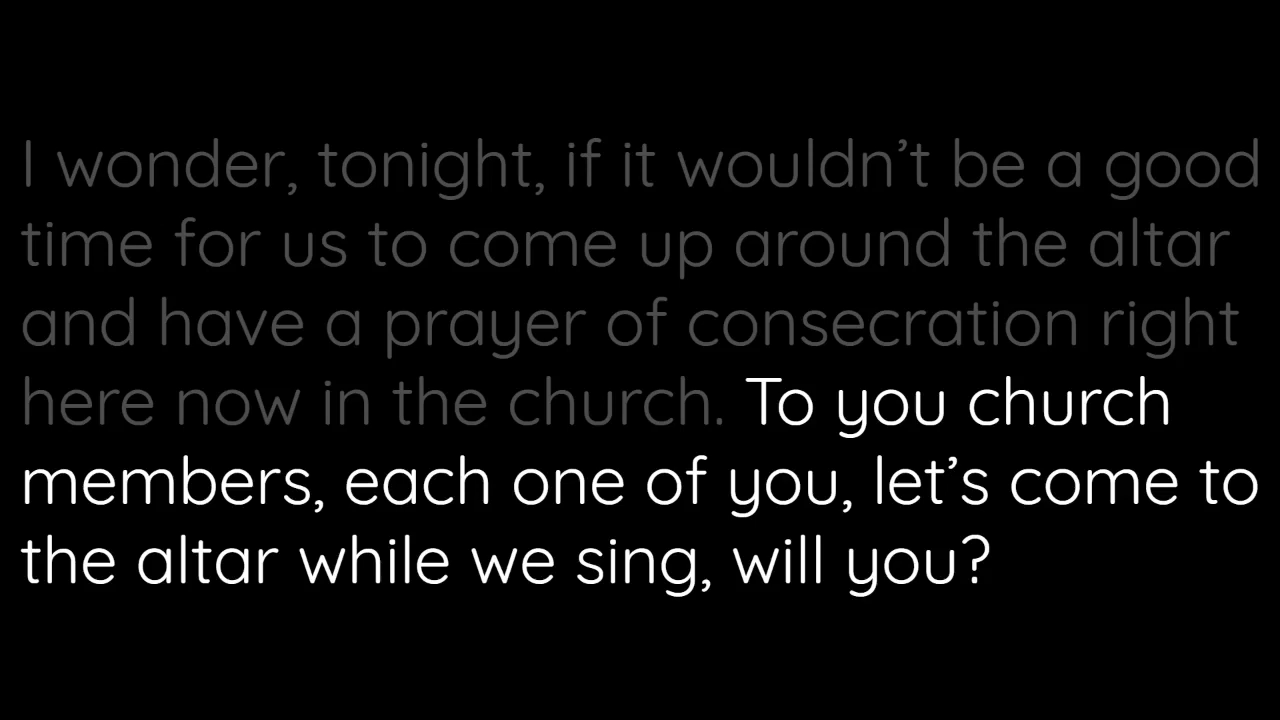 I wonder, tonight, if it wouldn’t be a good
time for us to come up around the altar
and have a prayer of consecration right
here now in the church. To you church
members, each one of you, let’s come to
the altar while we sing, will you?